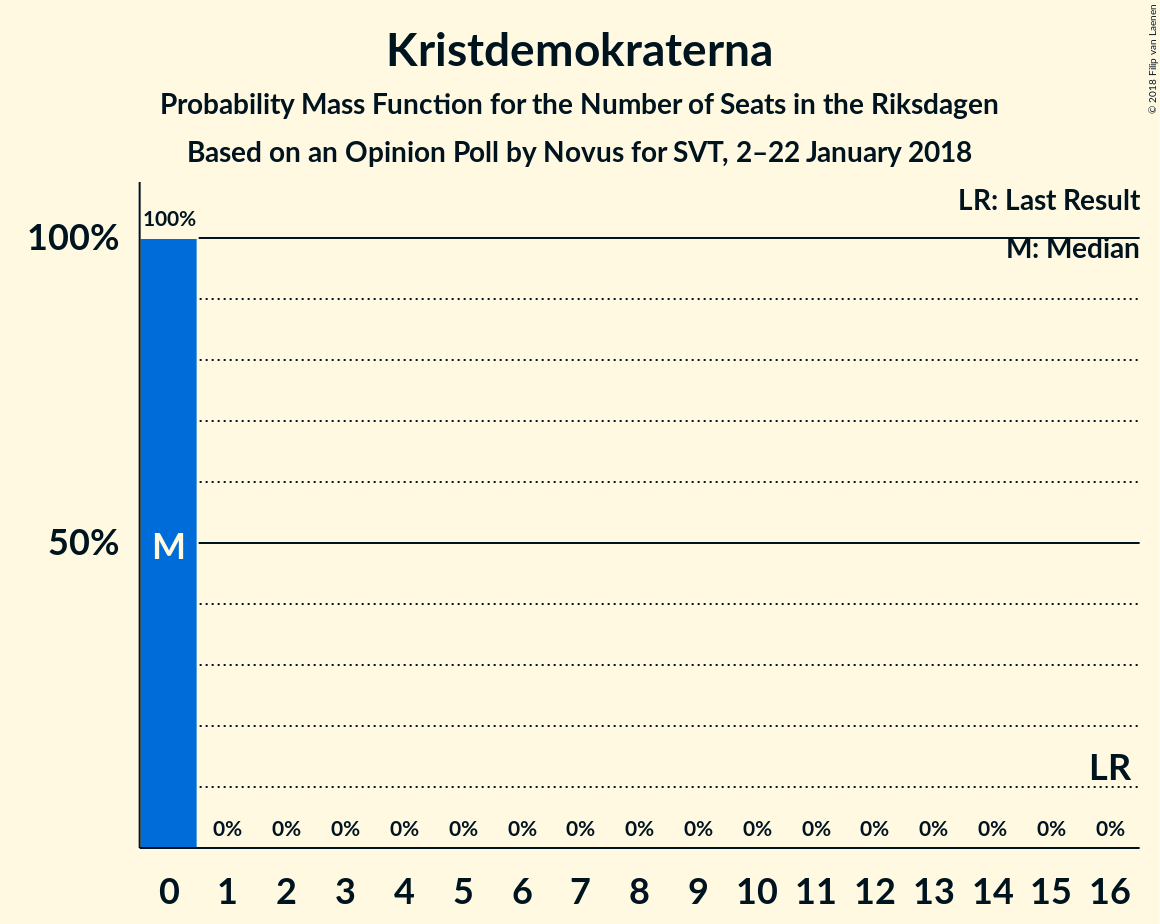 Kristdemokraterna
Probability Mass Function for the Number of Seats in the Riksdagen
Based on an Opinion Poll by Novus for SVT, 2–22 January 2018
© 2018 Filip van Laenen
LR: Last Result
M: Median
100%
100%
50%
M
LR
0% 0% 0% 0% 0% 0% 0% 0% 0% 0% 0% 0% 0% 0% 0% 0%
0 1 2 3 4 5 6 7 8 9 10 11 12 13 14 15 16